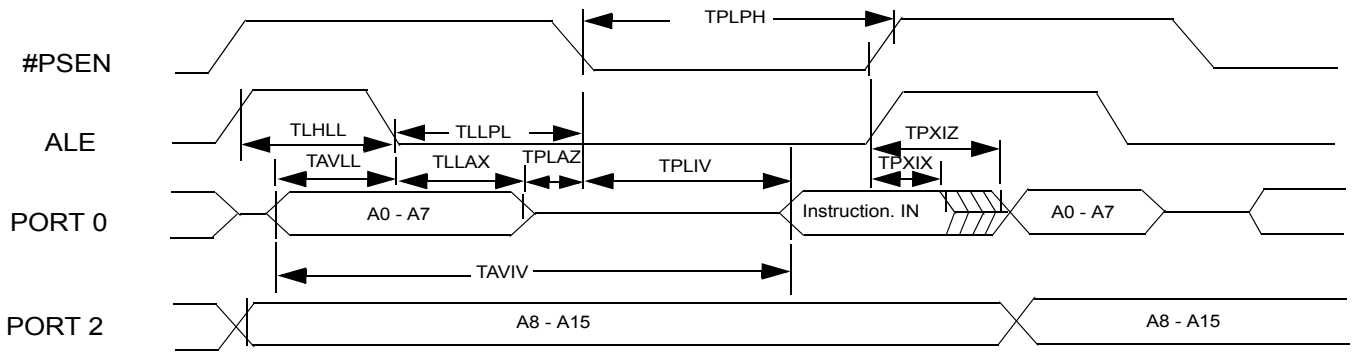 TPLPH
#PSEN
ALE
TLHLL
TLLPL
TPXIZ
TAVLL
TLLAX
TPLAZ
TPLIV
TPXIX
PORT 0
A0 - A7
Instruction. IN
A0 - A7
TAVIV
PORT 2
A8 - A15
A8 - A15